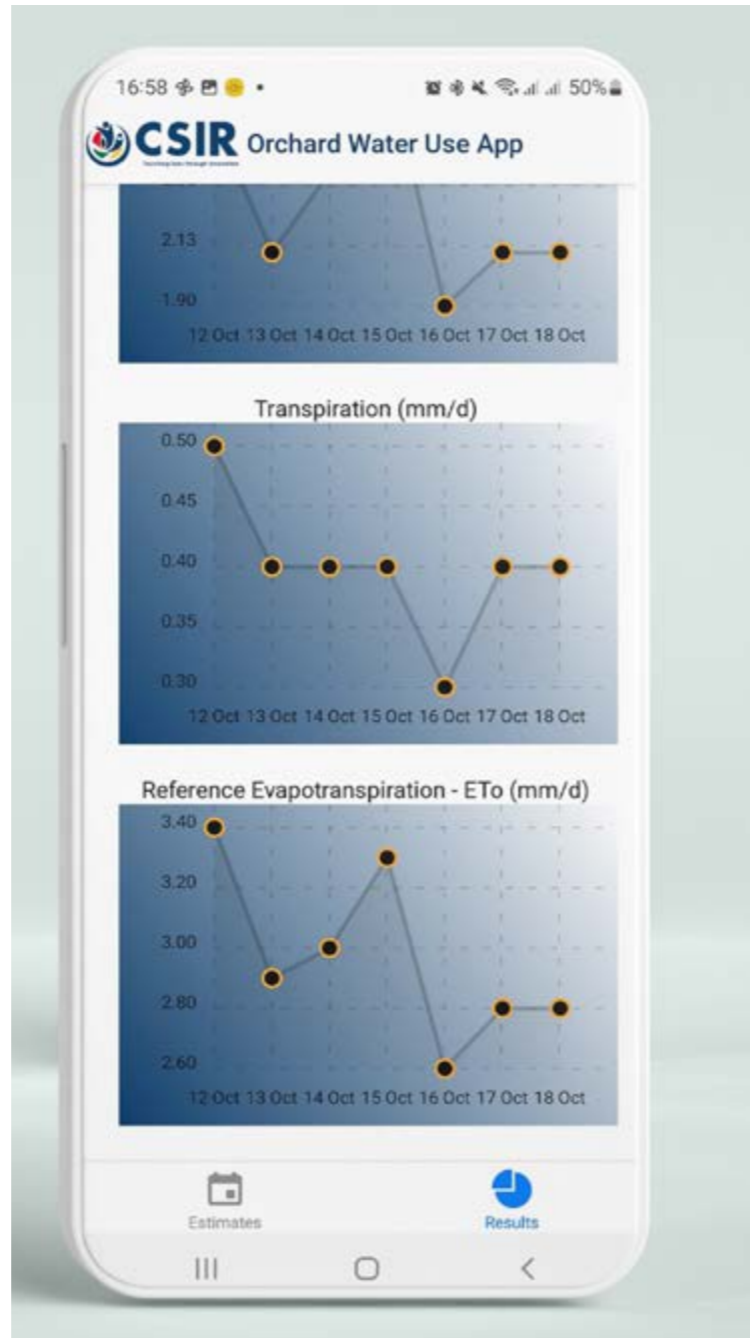 16:58
50%
CSIR Orchard Water Use App
2.13
1.90
12 Oct 13 Oct 14 Oct 15 Oct 16 Oct 17 Oct 18 Oct
Transpiration (mm/d)
0.50
0.45
0.40
0.35
0.30
12 Oct 13 Oct 14 Oct 15 Oct 16 Oct 17 Oct 18 Oct
Reference Evapotranspiration - ETo (mm/d)
3.40
3.20
3.00
2.80
2.60
12 Oct 13 Oct 14 Oct 15 Oct 16 Oct 17 Oct 18 Oct
Estimates
Results